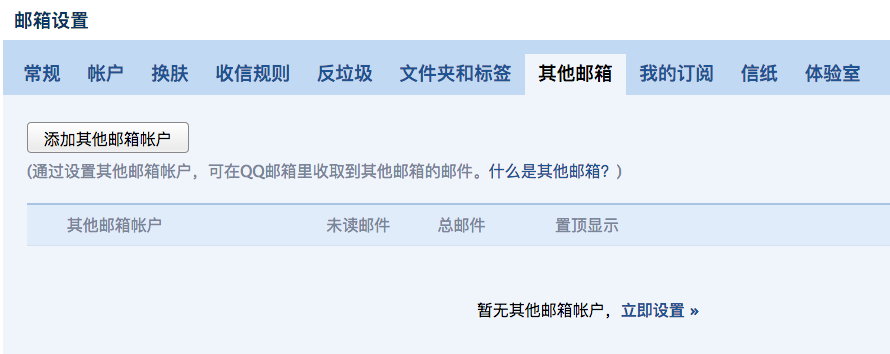 邮箱设置
常规 帐户 换肤 收信规则 反垃圾 文件夹和标签 其他邮箱 我的订阅 信纸 体验室
添加其他邮箱帐户
(通过设置其他邮箱帐户，可在QQ邮箱里收取到其他邮箱的邮件。什么是其他邮箱？)
其他邮箱帐户 未读邮件 总邮件 置顶显示
暂无其他邮箱帐户，立即设置 »